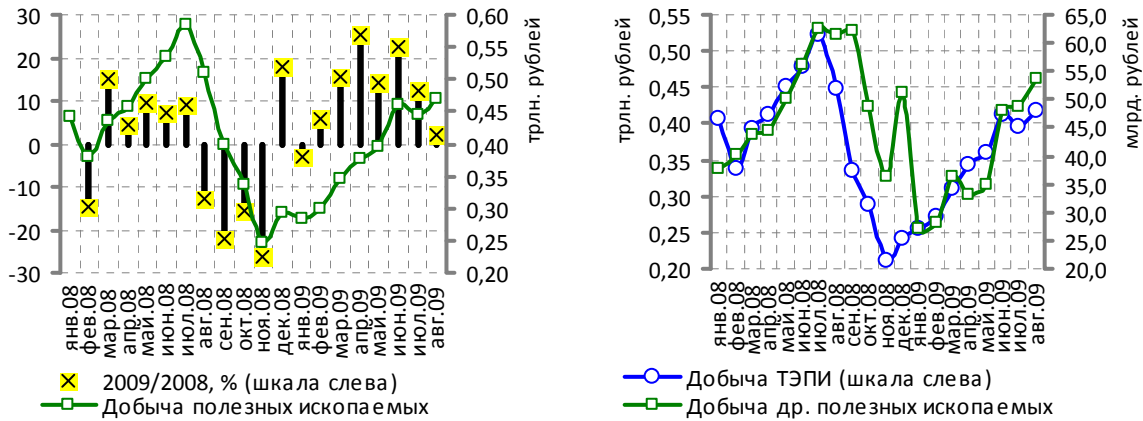 30
20
10
0
-10
-20
-30
0,60
0,55
0,50
0,45
0,40
0,35
0,30
0,25
0,20
трлн. рублей
янв.08
фев.08
мар.08
апр.08
май.08
июн.08
июл.08
авг.08
сен.08
окт.08
ноя.08
дек.08
янв.09
фев.09
мар.09
апр.09
май.09
июн.09
июл.09
авг.09
2009/2008, % (шкала слева)
Добыча полезных ископаемых
трлн. рублей
0,55
0,50
0,45
0,40
0,35
0,30
0,25
0,20
65,0
60,0
55,0
50,0
45,0
40,0
35,0
30,0
25,0
20,0
млрд. рублей
янв.08
фев.08
мар.08
апр.08
май.08
июн.08
июл.08
авг.08
сен.08
окт.08
ноя.08
дек.08
янв.09
фев.09
мар.09
апр.09
май.09
июн.09
июл.09
авг.09
Добыча ТЭПИ (шкала слева)
Добыча др. полезных ископаемых